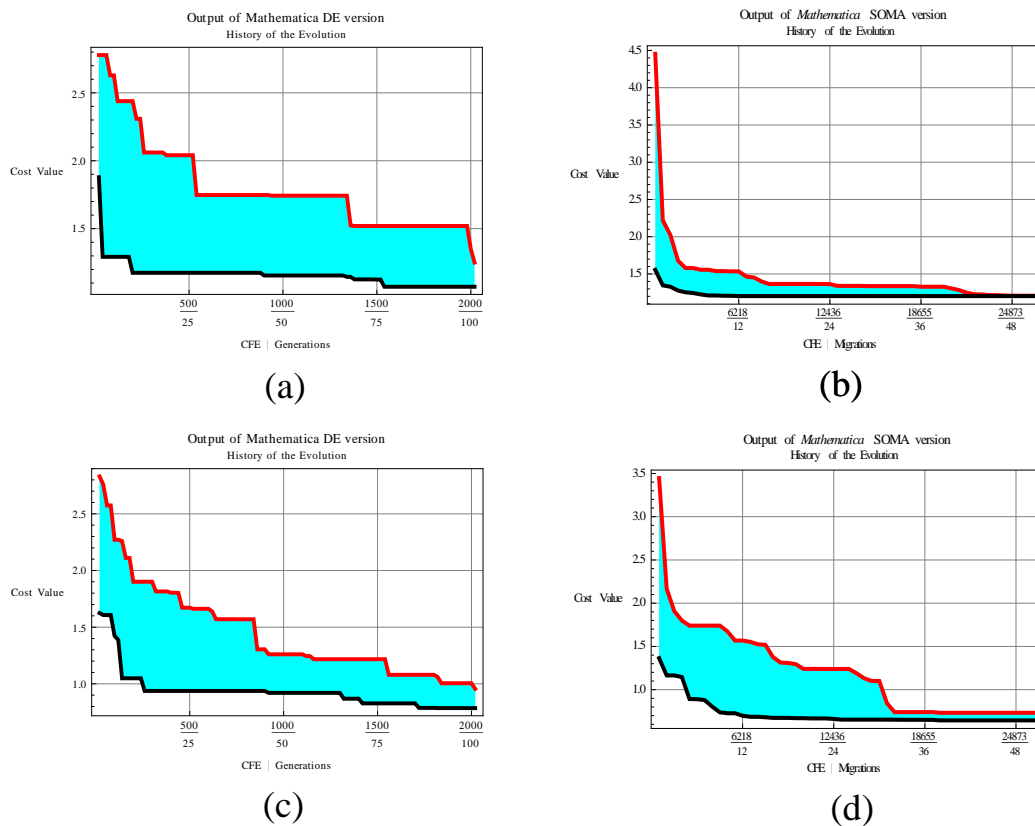 Output of Mathematica DE version
History of the Evolution
2.5
2.0
Cost Value
1.5
500 1000 1500 2000
25 50 75 100
CFE | Generations
(a)
Output of Mathematica SOMA version
History of the Evolution
4.5
4.0
3.5
3.0
Cost Value
2.5
2.0
1.5
6218 12436 18655 24873
12 24 36 48
CFE | Migrations
(b)
Output of Mathematica DE version
History of the Evolution
2.5
2.0
Cost Value
1.5
1.0
500 1000 1500 2000
25 50 75 100
CFE | Generations
(c)
Output of Mathematica SOMA version
History of the Evolution
3.5
3.0
2.5
Cost Value
2.0
1.5
1.0
6218 12436 18655 24873
12 24 36 48
CFE | Migrations
(d)